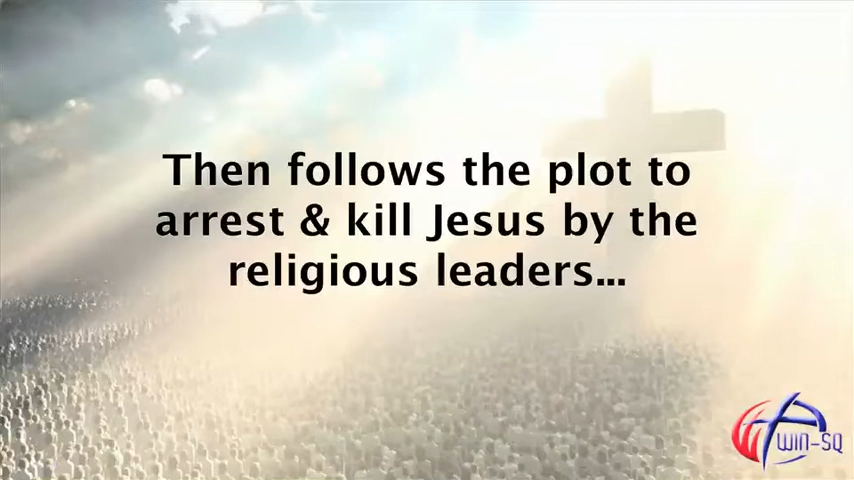 Then follows the plot to
arrest & kill Jesus by the
religious leaders...
WIN-SQ